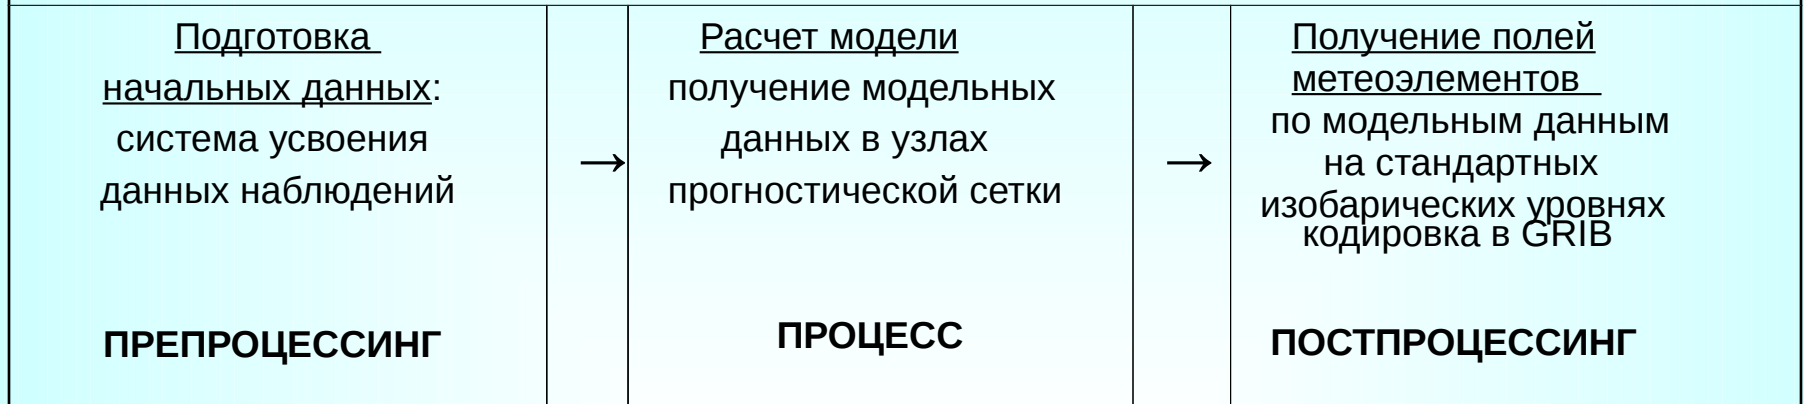 Подготовка
начальных данных:
система усвоения
данных наблюдений
ПРЕПРОЦЕССИНГ
→
Расчет модели
получение модельных
данных в узлах
прогностической сетки
ПРОЦЕСС
→
Получение полей
метеоэлементов
по модельным данным
на стандартных
изобарических уровнях
кодировка в GRIB
ПОСТПРОЦЕССИНГ